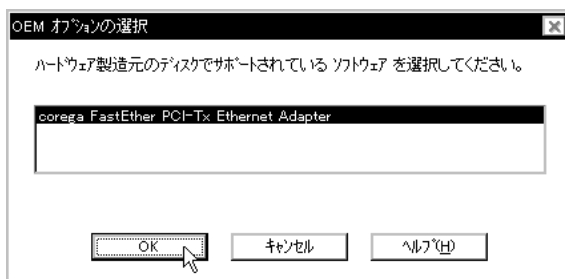 OEM オプションの選択
ハードウェア製造元のディスクでサポートされている ソフトウェア を選択してください。
corega FastEther PCI-Tx Ethernet Adapter
OK キャンセル ヘルプ(H)